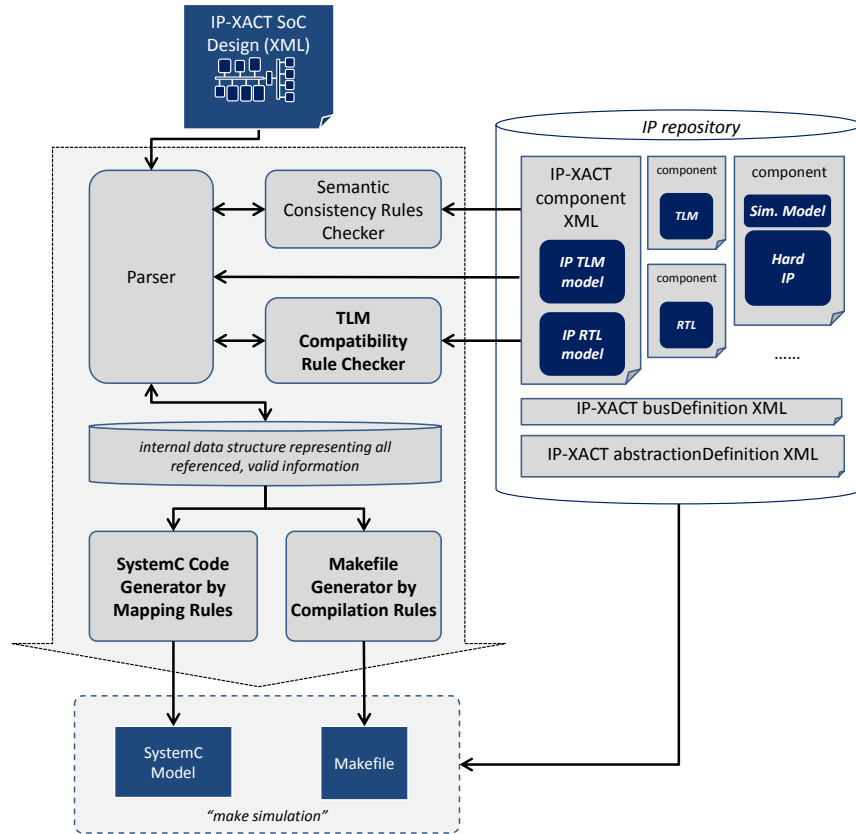 IP-XACT SoC
Design (XML)
IP repository
IP-XACT
component
XML
IP TLM
model
IP RTL
model
component
TLM
component
RTL
component
Sim. Model
Hard
IP
......
IP-XACT busDefinition XML
IP-XACT abstractionDefinition XML
Parser
Semantic
Consistency Rules
Checker
TLM
Compatibility
Rule Checker
internal data structure representing all
referenced, valid information
SystemC Code
Generator by
Mapping Rules
Makefile
Generator by
Compilation Rules
SystemC
Model
Makefile
“make simulation”